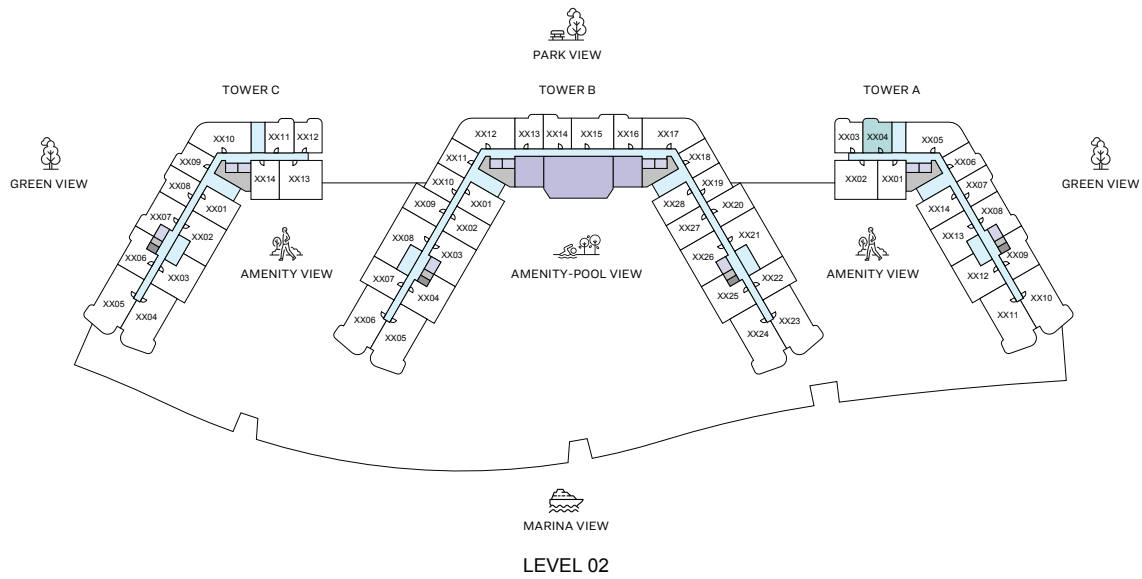 PARK VIEW
TOWER C
TOWER B
TOWER A
XX10
XX11
XX12
XX09
XX08
XX14
XX13
XX07
XX01
XX02
XX06
XX03
XX05
XX04
XX12
XX13
XX14
XX15
XX16
XX17
XX11
XX18
XX10
XX19
XX09
XX01
XX28
XX20
XX08
XX02
XX27
XX21
XX03
XX26
XX07
XX04
XX25
XX22
XX06
XX05
XX24
XX23
XX03
XX04
XX05
XX06
XX02
XX01
XX07
XX14
XX08
XX13
XX09
XX12
XX10
XX11
GREEN VIEW
GREEN VIEW
AMENITY VIEW
AMENITY-POOL VIEW
AMENITY VIEW
MARINA VIEW
LEVEL 02